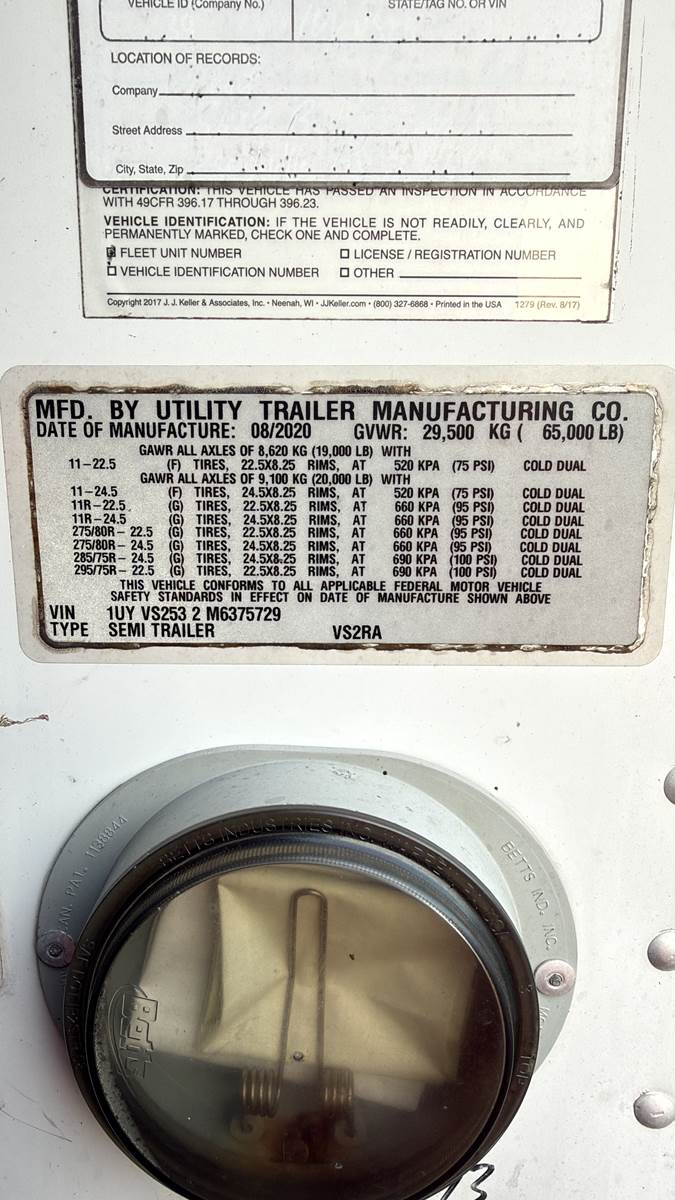 VEHICLE ID (Company No.)
STATE/TAG NO. OR VIN
LOCATION OF RECORDS:
Company
Street Address
City, State, Zip
CERTIFICATION: THIS VEHICLE HAS PASSED AN INSPECTION IN ACCORDANCE
WITH 49CFR 396.17 THROUGH 396.23.
VEHICLE IDENTIFICATION: IF THE VEHICLE IS NOT READILY, CLEARLY, AND
PERMANENTLY MARKED, CHECK ONE AND COMPLETE.
FLEET UNIT NUMBER ☐ LICENSE / REGISTRATION NUMBER
☐ VEHICLE IDENTIFICATION NUMBER ☐ OTHER
Copyright 2017 J. J. Keller & Associates, Inc. • Neenah, WI • JJKeller.com • (800) 327-6868 • Printed in the USA 1279 (Rev. 8/17)
MFD. BY UTILITY TRAILER MANUFACTURING CO.
DATE OF MANUFACTURE: 08/2020 GVWR: 29,500 KG ( 65,000 LB)
GAWR ALL AXLES OF 8,620 KG (19,000 LB) WITH
11-22.5 (F) TIRES, 22.5X8.25 RIMS, AT 520 KPA (75 PSI) COLD DUAL
GAWR ALL AXLES OF 9,100 KG (20,000 LB) WITH
11-24.5 (F) TIRES, 24.5X8.25 RIMS, AT 520 KPA (75 PSI) COLD DUAL
11R-22.5 (G) TIRES, 22.5X8.25 RIMS, AT 660 KPA (95 PSI) COLD DUAL
11R-24.5 (G) TIRES, 24.5X8.25 RIMS, AT 660 KPA (95 PSI) COLD DUAL
275/80R-22.5 (G) TIRES, 22.5X8.25 RIMS, AT 660 KPA (95 PSI) COLD DUAL
275/80R-24.5 (G) TIRES, 24.5X8.25 RIMS, AT 660 KPA (95 PSI) COLD DUAL
285/75R-24.5 (G) TIRES, 24.5X8.25 RIMS, AT 690 KPA (100 PSI) COLD DUAL
295/75R-22.5 (G) TIRES, 22.5X8.25 RIMS, AT 690 KPA (100 PSI) COLD DUAL
THIS VEHICLE CONFORMS TO ALL APPLICABLE FEDERAL MOTOR VEHICLE
SAFETY STANDARDS IN EFFECT ON DATE OF MANUFACTURE SHOWN ABOVE
VIN 1UY VS253 2 M6375729
TYPE SEMI TRAILER VS2RA
CAN. PAT. 1138844
BETTS INDUSTRIES INC.
BETTS IND. INC.
Betts
TOP